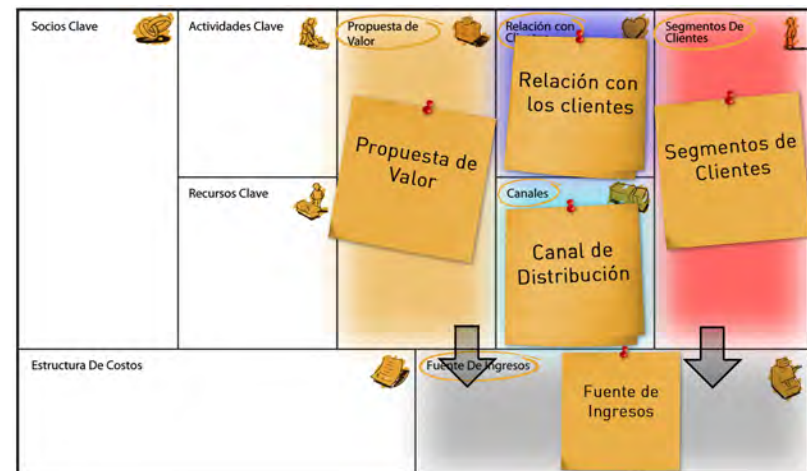 Socios Clave
Actividades Clave
Propuesta de
Valor
Relación con
Segmentos De
Clientes
Relación con
los clientes
Propuesta de
Valor
Segmentos de
Clientes
Recursos Clave
Canales
Canal de
Distribución
Estructura De Costos
Fuente De Ingresos
Fuente de
Ingresos